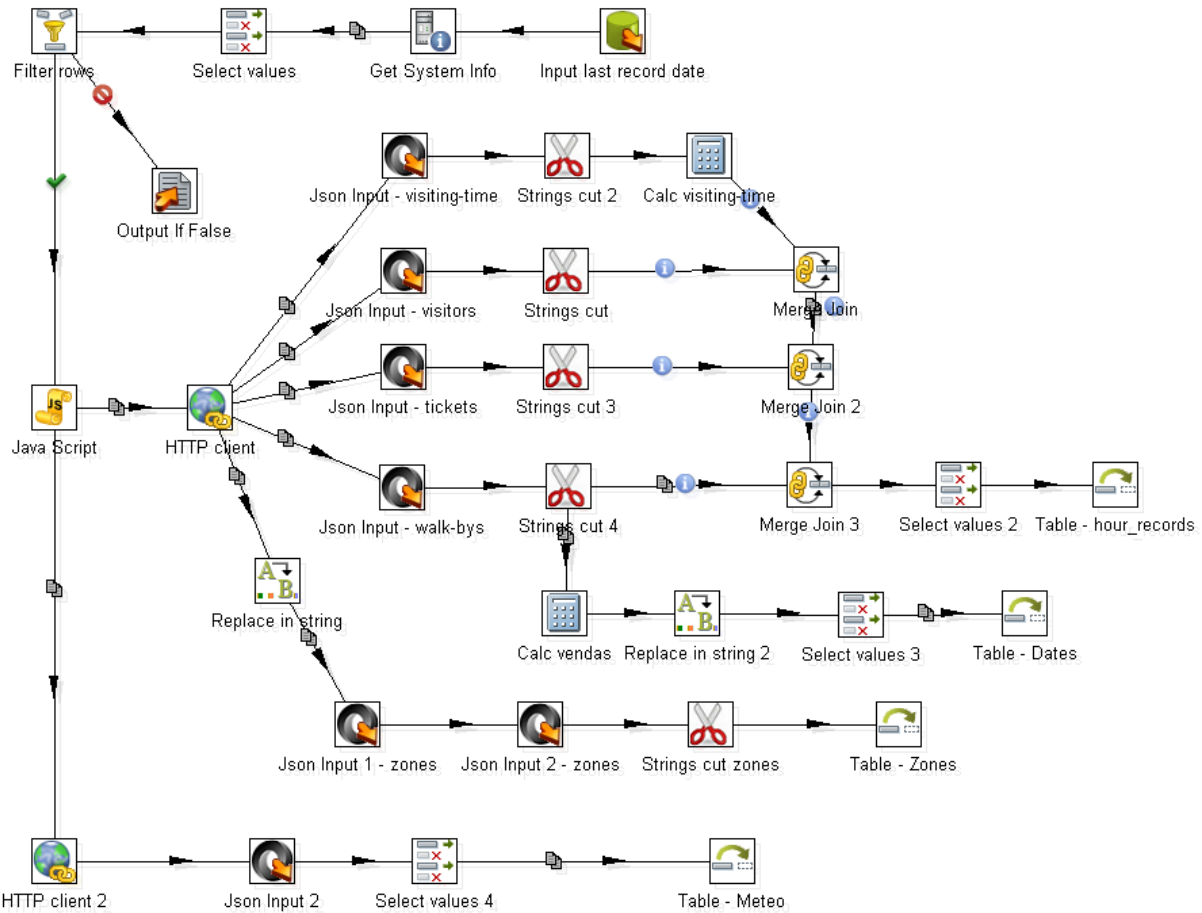 Filter rows
Select values
Get System Info
Input last record date
Output If False
Json Input - visiting-time
Strings cut 2
Calc visiting-time
Json Input - visitors
Strings cut
Merge Join
Json Input - tickets
Strings cut 3
Merge Join 2
Java Script
HTTP client
Json Input - walk-bys
Strings cut 4
Merge Join 3
Select values 2
Table - hour_records
Replace in string
Calc vendas
Replace in string 2
Select values 3
Table - Dates
Json Input 1 - zones
Json Input 2 - zones
Strings cut zones
Table - Zones
HTTP client 2
Json Input 2
Select values 4
Table - Meteo